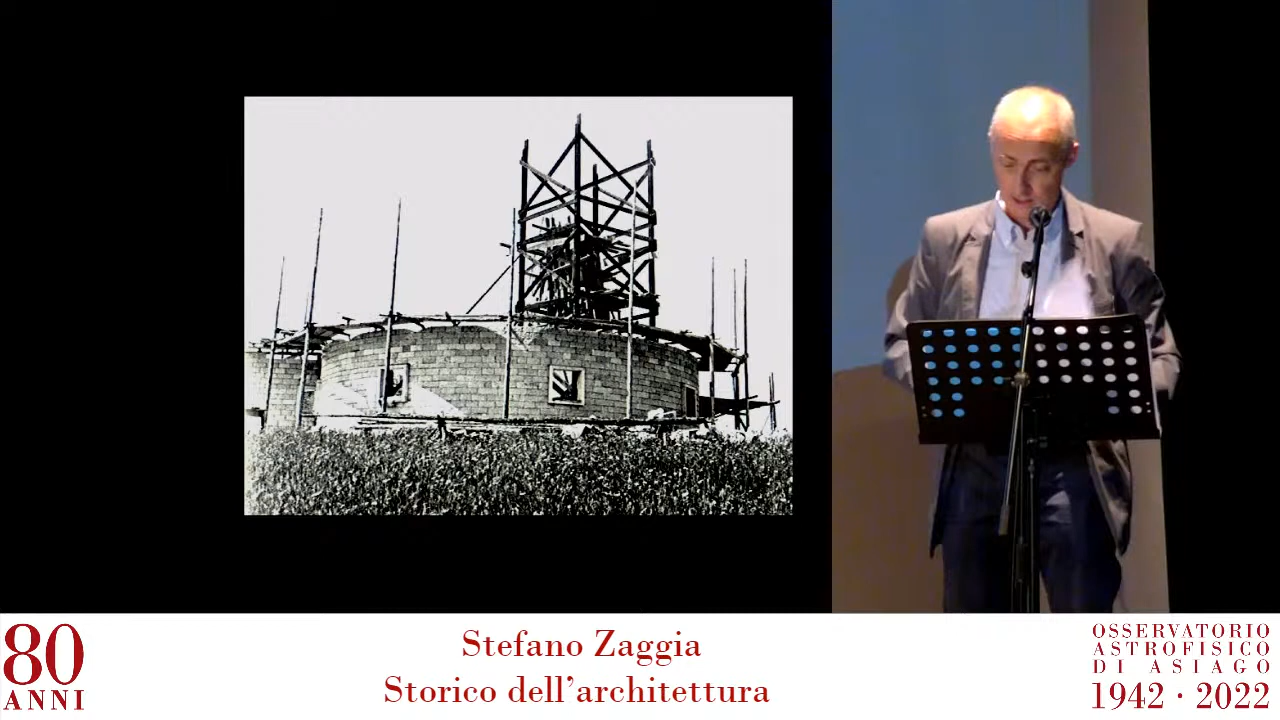 80
ANNI
Stefano Zaggia
Storico dell'architettura
OSSERVATORIO
ASTROFISICO
DI ASIAGO
1942 · 2022